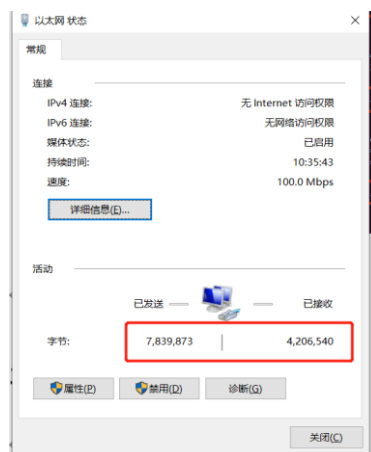 以太网 状态
常规
连接
IPv4 连接: 无 Internet 访问权限
IPv6 连接: 无网络访问权限
媒体状态: 已启用
持续时间: 10:35:43
速度: 100.0 Mbps
详细信息(E)...
活动
已发送 已接收
字节: 7,839,873 4,206,540
属性(P) 禁用(D) 诊断(G)
关闭(C)